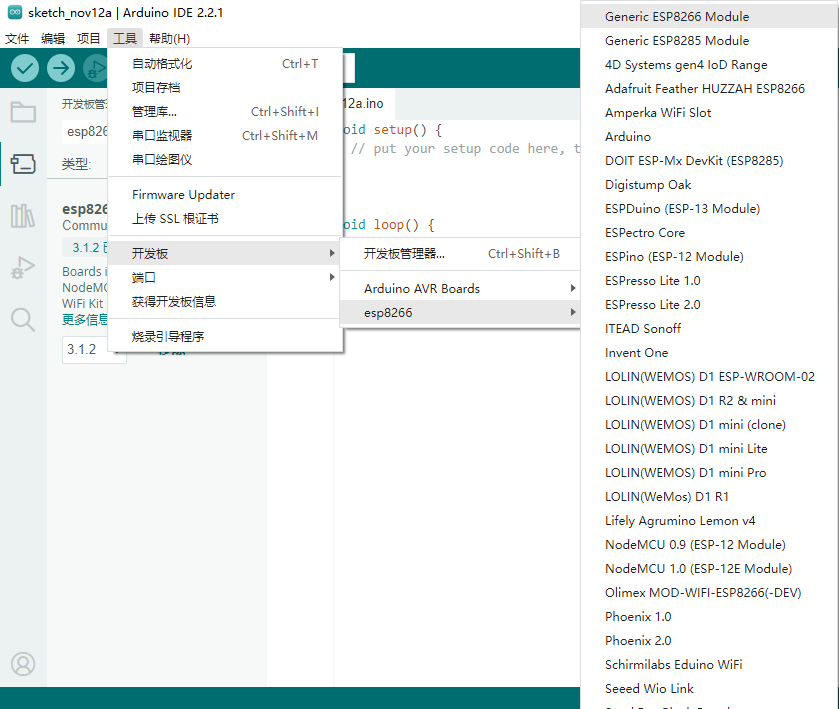 sketch_nov12a | Arduino IDE 2.2.1
文件 编辑 项目 工具 帮助(H)
自动格式化 Ctrl+T
项目存档
管理库... Ctrl+Shift+I
串口监视器 Ctrl+Shift+M
串口绘图仪
Firmware Updater
上传 SSL 根证书
开发板
端口
获得开发板信息
烧录引导程序
开发板管
esp826
类型:
esp826
Commu
3.1.2
Boards i
NodeMC
WiFi Kit
更多信息
3.1.2
12a.ino
oid setup() {
// put your setup code here, t
oid loop() {
开发板管理器... Ctrl+Shift+B
Arduino AVR Boards
esp8266
Generic ESP8266 Module
Generic ESP8285 Module
4D Systems gen4 IoD Range
Adafruit Feather HUZZAH ESP8266
Amperka WiFi Slot
Arduino
DOIT ESP-Mx DevKit (ESP8285)
Digistump Oak
ESPDuino (ESP-13 Module)
ESPectro Core
ESPino (ESP-12 Module)
ESPresso Lite 1.0
ESPresso Lite 2.0
ITEAD Sonoff
Invent One
LOLIN(WEMOS) D1 ESP-WROOM-02
LOLIN(WEMOS) D1 R2 & mini
LOLIN(WEMOS) D1 mini (clone)
LOLIN(WEMOS) D1 mini Lite
LOLIN(WEMOS) D1 mini Pro
LOLIN(WeMos) D1 R1
Lifely Agrumino Lemon v4
NodeMCU 0.9 (ESP-12 Module)
NodeMCU 1.0 (ESP-12E Module)
Olimex MOD-WIFI-ESP8266(-DEV)
Phoenix 1.0
Phoenix 2.0
Schirmilabs Eduino WiFi
Seeed Wio Link